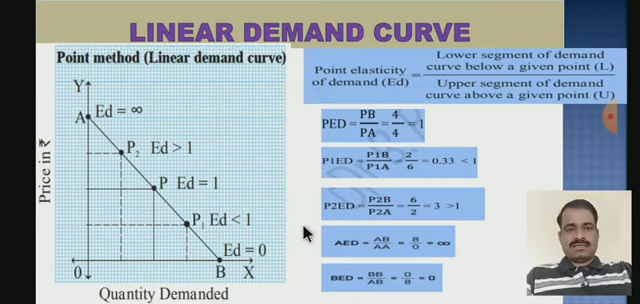 LINEAR DEMAND CURVE
Point method (Linear demand curve)
Y
A
Ed = ∞
P₂ Ed > 1
P Ed = 1
P₁ Ed < 1
Ed = 0
0
B
X
Price in ₹
Quantity Demanded
Point elasticity of demand (Ed) = Lower segment of demand curve below a given point (L) / Upper segment of demand curve above a given point (U)
PED = PB/PA = 4/4 = 1
P1ED = P1B/P1A = 2/6 = 0.33 < 1
P2ED = P2B/P2A = 6/2 = 3 >1
AED = AB/AA = 8/0 = ∞
BED = BB/AB = 0/8 = 0